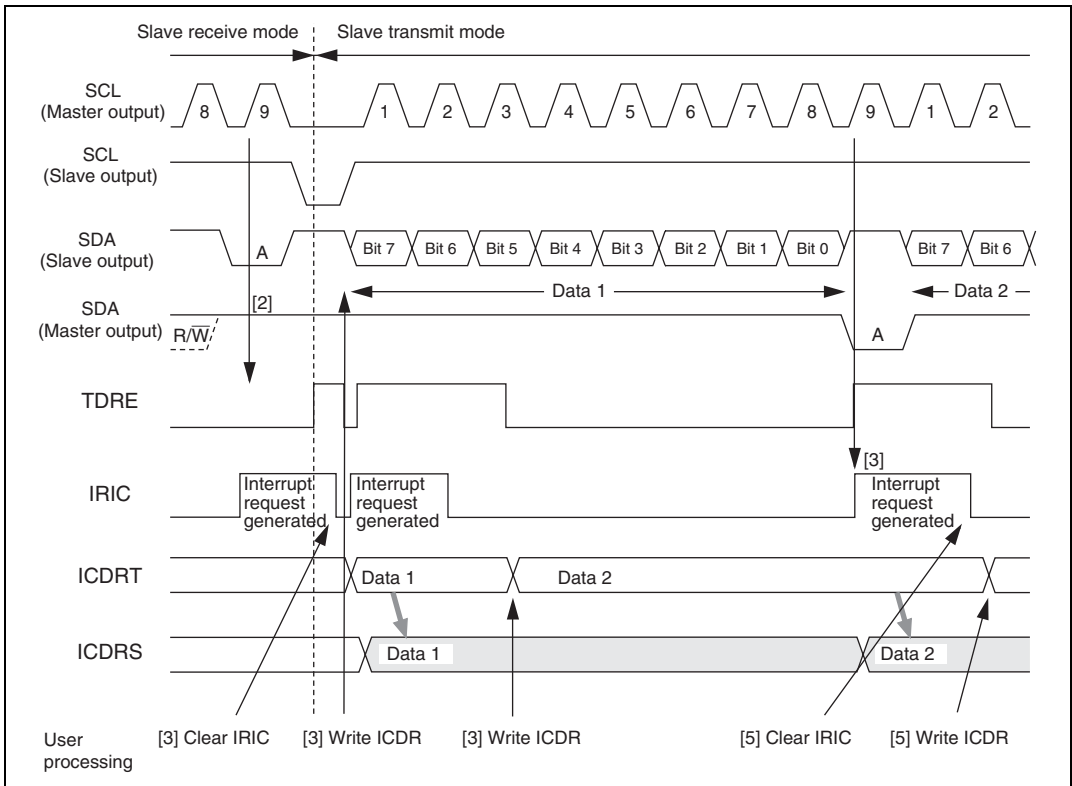 Slave receive mode Slave transmit mode
SCL
(Master output)
8 9 1 2 3 4 5 6 7 8 9 1 2
SCL
(Slave output)
SDA
(Slave output)
A Bit 7 Bit 6 Bit 5 Bit 4 Bit 3 Bit 2 Bit 1 Bit 0 Bit 7 Bit 6
[2] Data 1 Data 2
SDA
(Master output)
R/W̅ A
TDRE
[3]
IRIC
Interrupt
request
generated
Interrupt
request
generated
Interrupt
request
generated
ICDRT Data 1 Data 2
ICDRS Data 1 Data 2
User
processing
[3] Clear IRIC [3] Write ICDR [3] Write ICDR [5] Clear IRIC [5] Write ICDR